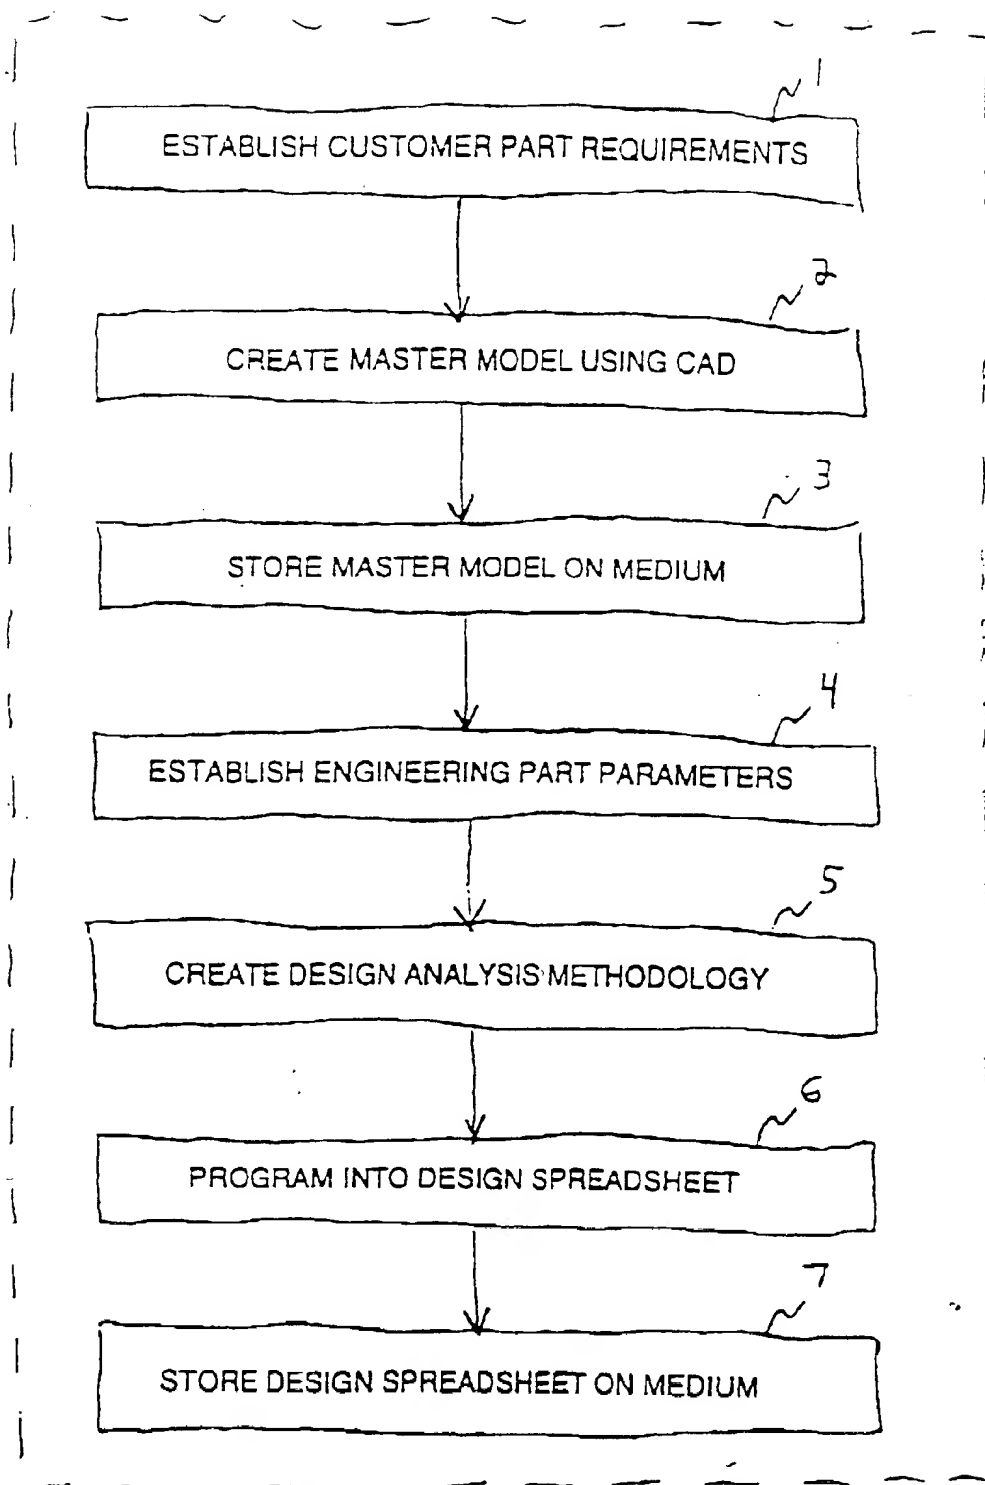 1
ESTABLISH CUSTOMER PART REQUIREMENTS
2
CREATE MASTER MODEL USING CAD
3
STORE MASTER MODEL ON MEDIUM
4
ESTABLISH ENGINEERING PART PARAMETERS
5
CREATE DESIGN ANALYSIS METHODOLOGY
6
PROGRAM INTO DESIGN SPREADSHEET
7
STORE DESIGN SPREADSHEET ON MEDIUM